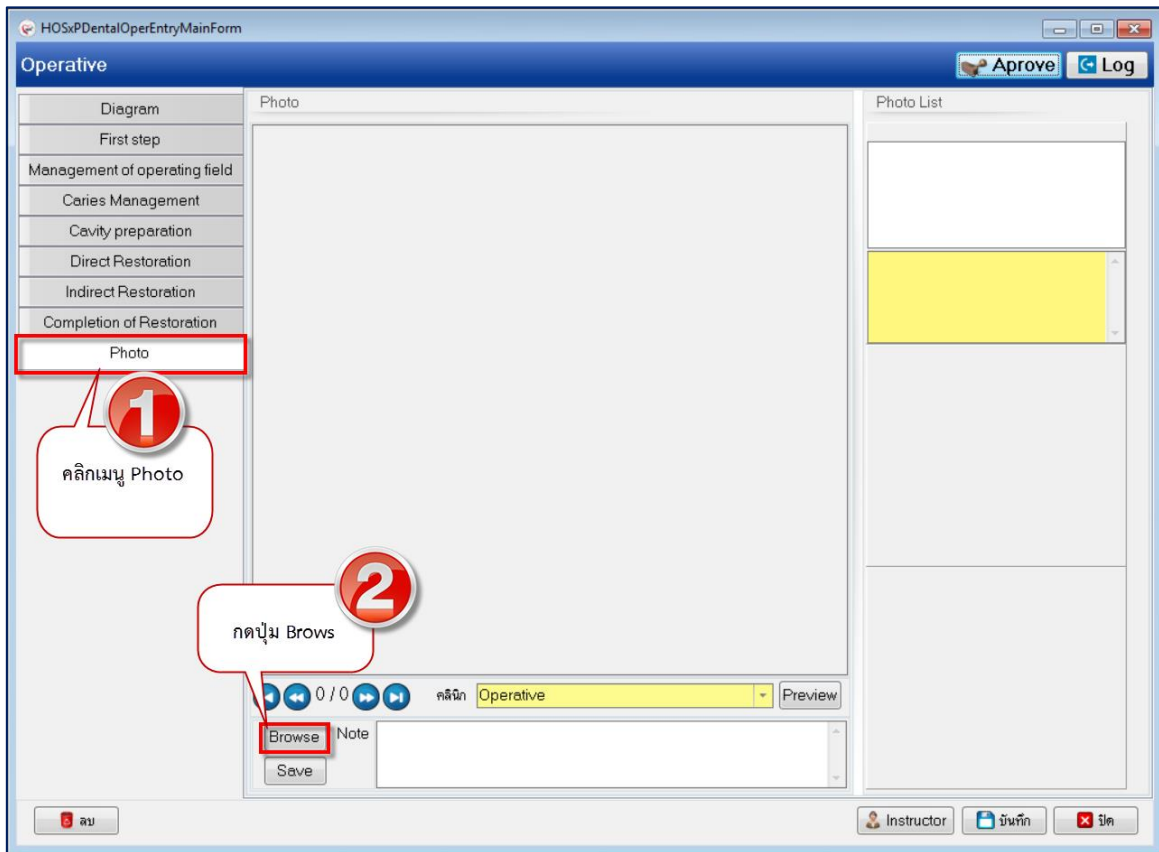 HOSxPDentalOperEntryMainForm
Operative
Aprove
Log
Diagram
First step
Management of operating field
Caries Management
Cavity preparation
Direct Restoration
Indirect Restoration
Completion of Restoration
Photo
Photo
Photo List
1
คลิกเมนู Photo
2
กดปุ่ม Brows
0 / 0
คลินิก
Operative
Preview
Browse
Note
Save
ลบ
Instructor
บันทึก
ปิด